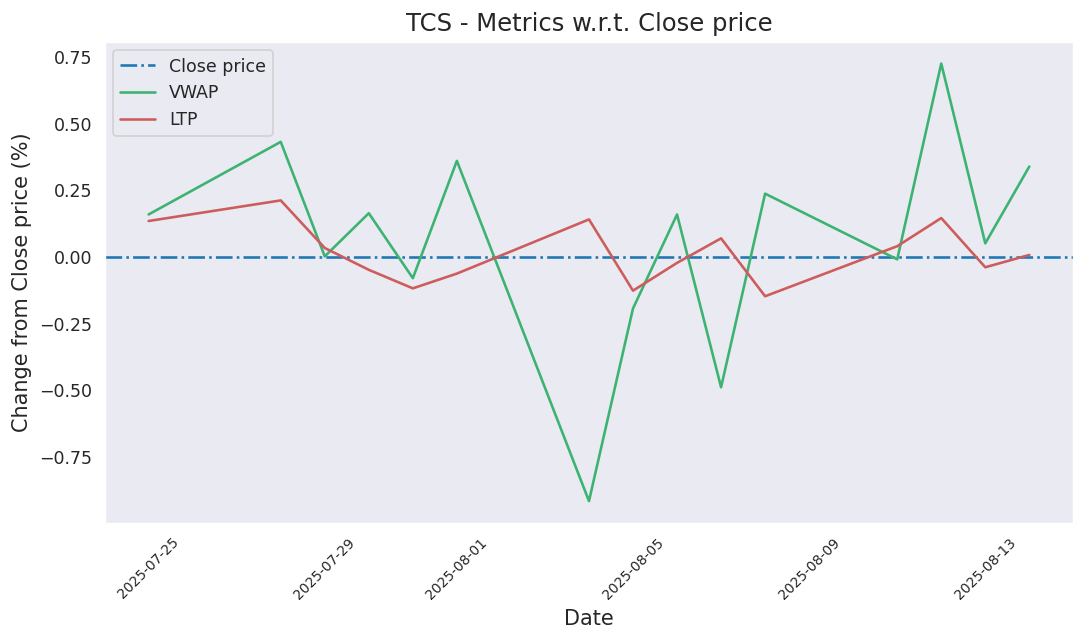 TCS - Metrics w.r.t. Close price
Close price
VWAP
LTP
Change from Close price (%)
0.75
0.50
0.25
0.00
−0.25
−0.50
−0.75
2025-07-25
2025-07-29
2025-08-01
2025-08-05
2025-08-09
2025-08-13
Date